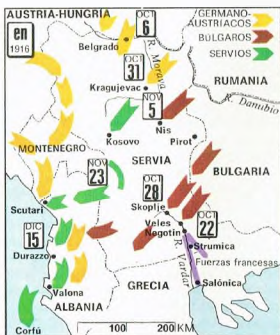 AUSTRIA-HUNGRIA
en
1916
OCT
6
GERMANO-
AUSTRIACOS
BULGAROS
SERVIOS
Belgrado
R. Morava
OCT
31
RUMANIA
Kragujevac
R. Danubio
NOV
5
Nis
Kosovo
Pirot
MONTENEGRO
SERVIA
NOV
23
BULGARIA
OCT
28
Scutari
Skoplje
Veles
Negotin
OCT
22
DIC
15
Strumica
R. Vardar
Fuerzas francesas
Durazzo
GRECIA
Salónica
Valona
ALBANIA
Corfú
100
200 KM